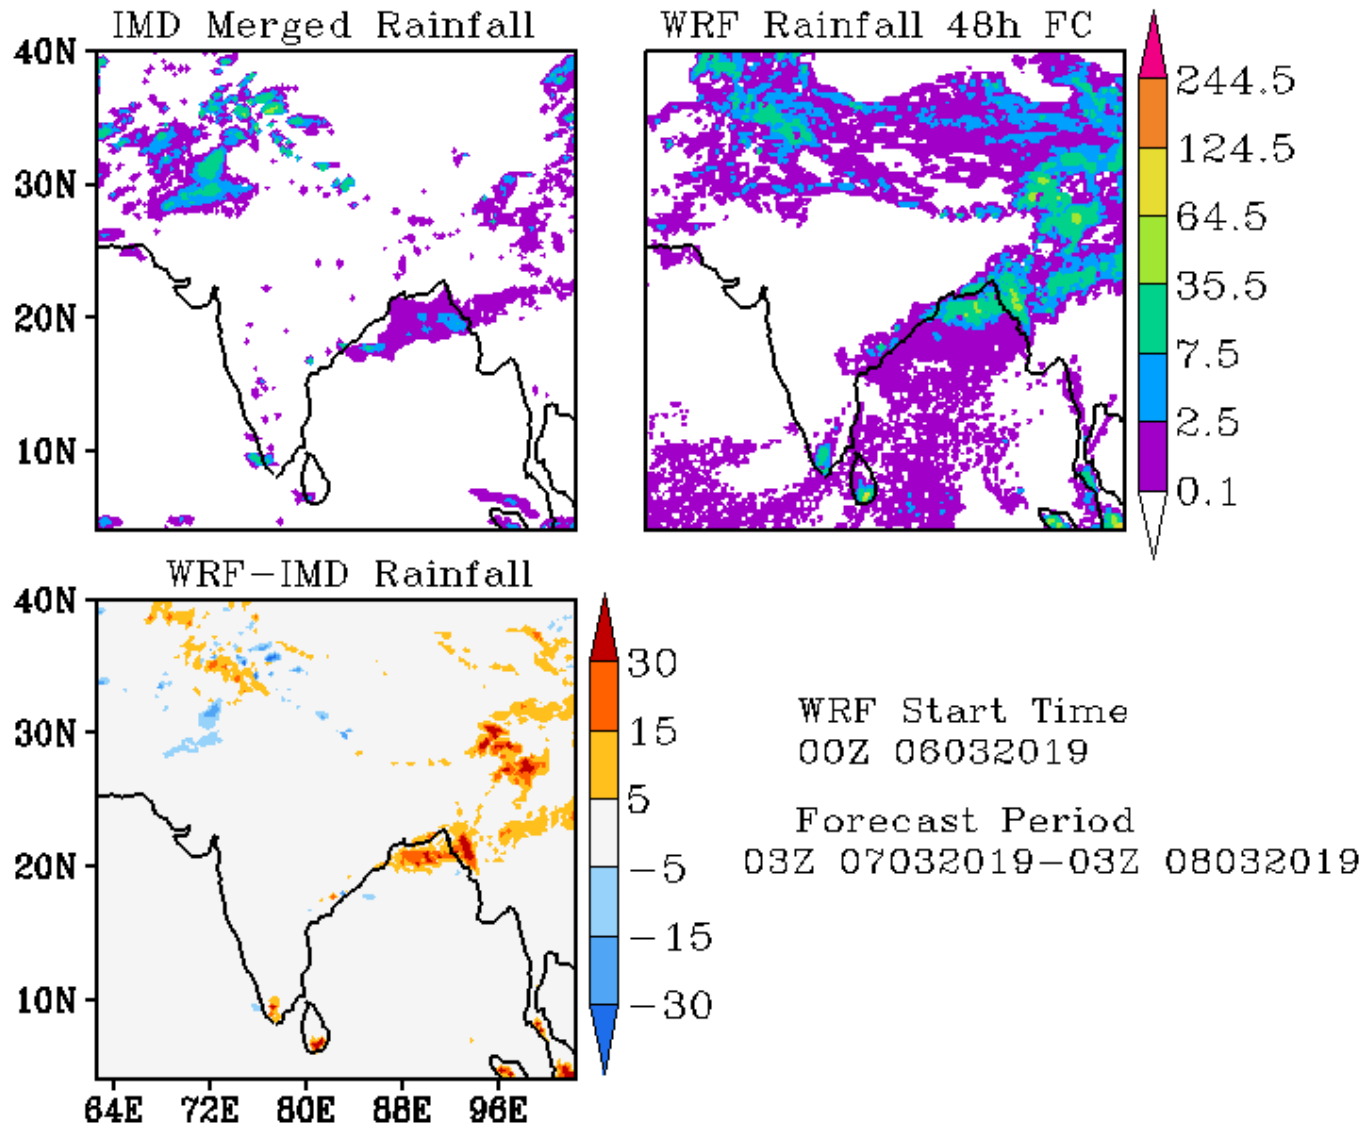 IMD Merged Rainfall
WRF Rainfall 48h FC
40N
30N
20N
10N
244.5
124.5
64.5
35.5
7.5
2.5
0.1
WRF-IMD Rainfall
40N
30N
20N
10N
64E 72E 80E 88E 96E
30
15
5
-5
-15
-30
WRF Start Time
00Z 06032019
Forecast Period
03Z 07032019-03Z 08032019